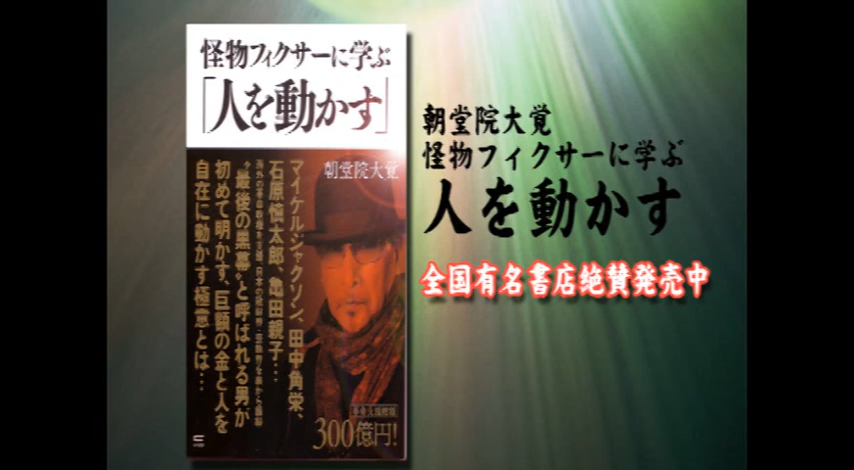 怪物フィクサーに学ぶ
「人を動かす」
朝堂院大覚
マイケルジャクソン、田中角栄、
石原慎太郎、亀田親子…
"最後の黒幕"と呼ばれる男が
初めて明かす、巨額の金と人を
自在に動かす極意とは…
300億円!
朝堂院大覚
怪物フィクサーに学ぶ
人を動かす
全国有名書店絶賛発売中